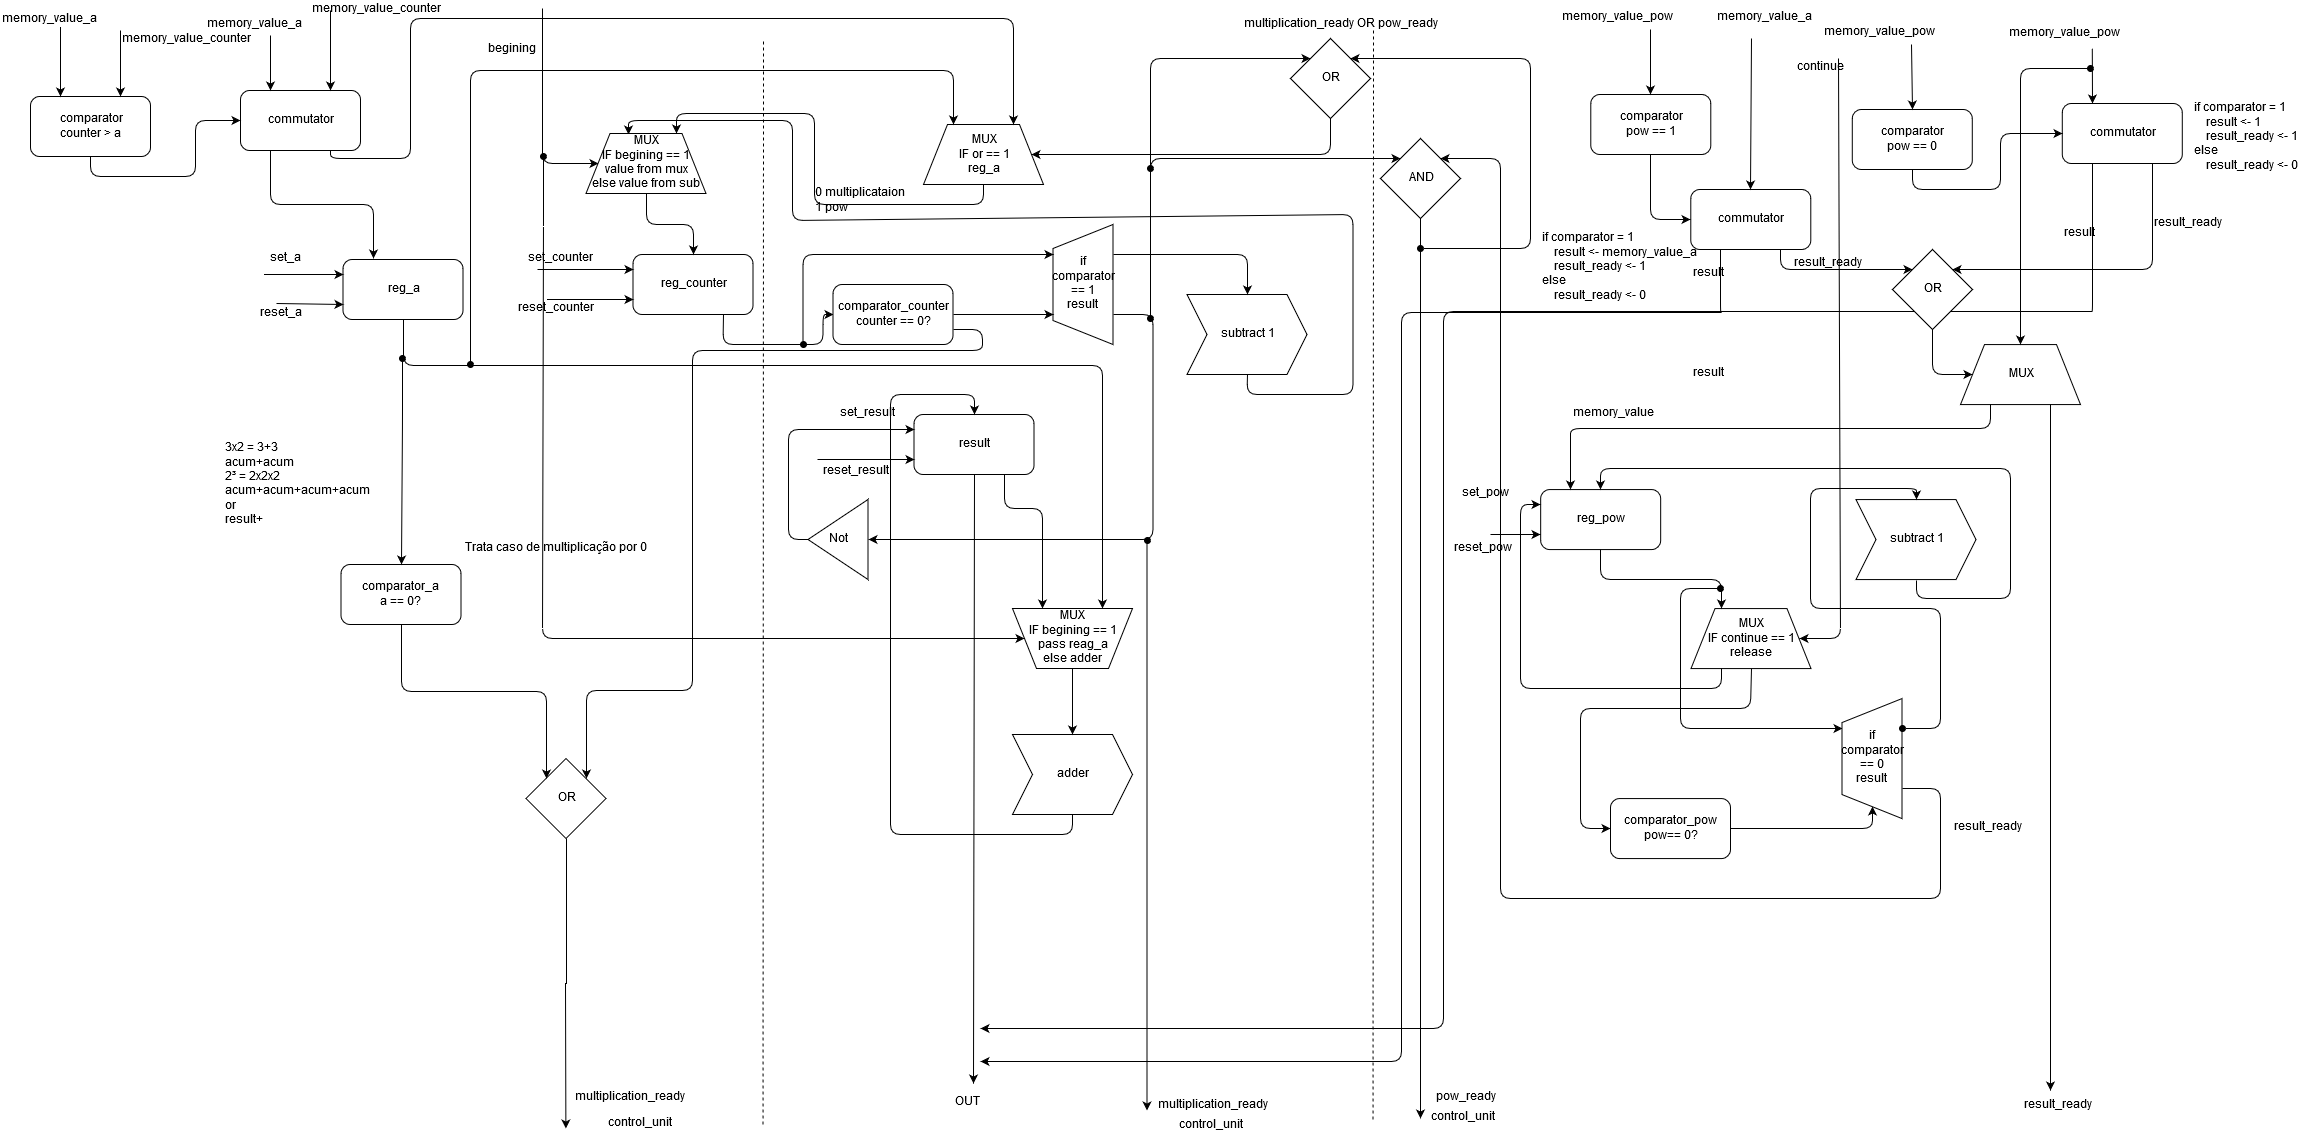 memory_value_a
memory_value_counter
memory_value_a
memory_value_counter
comparator
counter > a
commutator
begining
MUX
IF begining == 1
value from mux
else value from sub
MUX
IF or == 1
reg_a
0 multiplicataion
1 pow
multiplication_ready OR pow_ready
OR
AND
set_a
reset_a
reg_a
set_counter
reset_counter
reg_counter
comparator_counter
counter == 0?
if
comparator
== 1
result
subtract 1
3x2 = 3+3
acum+acum
2³ = 2x2x2
acum+acum+acum+acum
or
result+
Trata caso de multiplicação por 0
comparator_a
a == 0?
OR
multiplication_ready
control_unit
set_result
reset_result
result
Not
MUX
IF begining == 1
pass reag_a
else adder
adder
OUT
multiplication_ready
control_unit
pow_ready
control_unit
memory_value_pow
memory_value_a
memory_value_pow
memory_value_pow
continue
comparator
pow == 1
commutator
comparator
pow == 0
commutator
if comparator = 1
result <- 1
result_ready <- 1
else
result_ready <- 0
if comparator = 1
result <- memory_value_a
result_ready <- 1
else
result_ready <- 0
result
result_ready
result
result_ready
OR
MUX
result
memory_value
set_pow
reset_pow
reg_pow
subtract 1
MUX
IF continue == 1
release
if
comparator
== 0
result
comparator_pow
pow== 0?
result_ready
result_ready